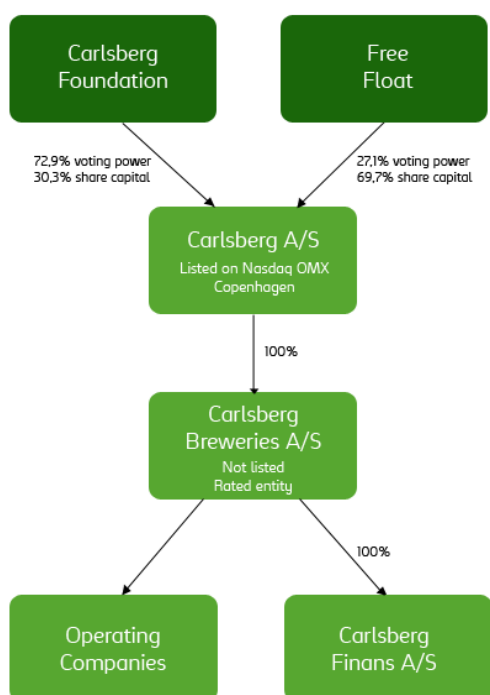 Carlsberg
Foundation
Free
Float
72,9% voting power
30,3% share capital
27,1% voting power
69,7% share capital
Carlsberg A/S
Listed on Nasdaq OMX
Copenhagen
100%
Carlsberg
Breweries A/S
Not listed
Rated entity
100%
Operating
Companies
Carlsberg
Finans A/S